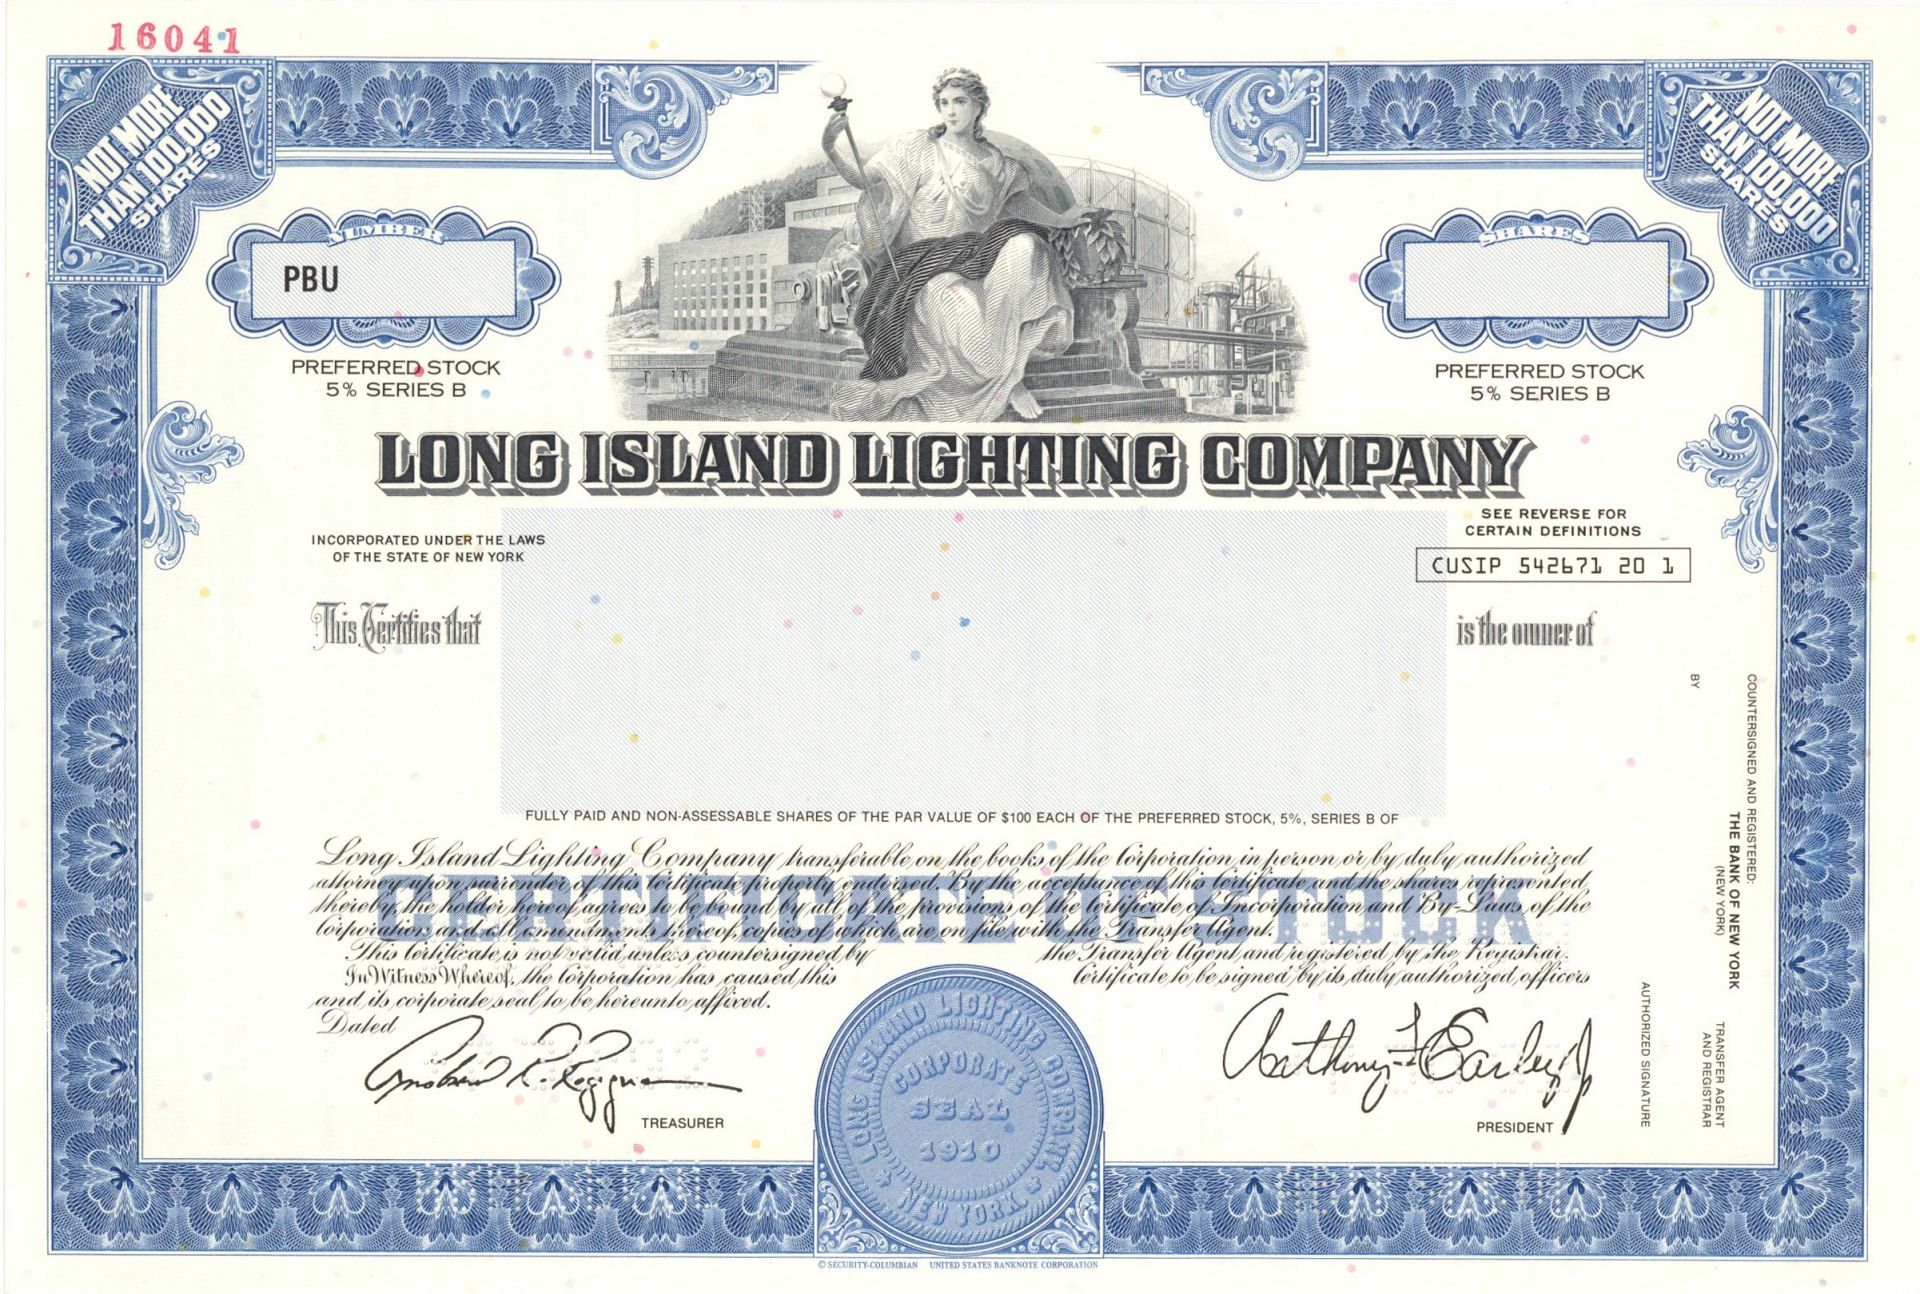 16041
NOT MORE
THAN 100,000
SHARES
NOT MORE
THAN 100,000
SHARES
NUMBER
PBU
PREFERRED STOCK
5% SERIES B
SHARES
PREFERRED STOCK
5% SERIES B
LONG ISLAND LIGHTING COMPANY
INCORPORATED UNDER THE LAWS
OF THE STATE OF NEW YORK
SEE REVERSE FOR
CERTAIN DEFINITIONS
CUSIP 542671 20 1
This Certifies that
is the owner of
FULLY PAID AND NON-ASSESSABLE SHARES OF THE PAR VALUE OF $100 EACH OF THE PREFERRED STOCK, 5%, SERIES B OF
Long Island Lighting Company transferable on the books of the Corporation in person or by duly authorized
attorney upon surrender of this Certificate properly endorsed. By the acceptance of this Certificate and the shares represented
thereby, the holder hereof agrees to be bound by all of the provisions of the Certificate of Incorporation and By-Laws of the
Corporation and all amendments thereof, copies of which are on file with the Transfer Agent.
This Certificate is not valid unless countersigned by the Transfer Agent and registered by the Registrar.
In Witness Whereof, the Corporation has caused this Certificate to be signed by its duly authorized officers
and its corporate seal to be hereunto affixed.
Dated
CERTIFICATE OF STOCK
TREASURER
Anthony F. Earley Jr
PRESIDENT
LONG ISLAND LIGHTING COMPANY
CORPORATE
SEAL
1910
NEW YORK
COUNTERSIGNED AND REGISTERED:
THE BANK OF NEW YORK
(NEW YORK)
TRANSFER AGENT
AND REGISTRAR
BY
AUTHORIZED SIGNATURE
© SECURITY-COLUMBIAN UNITED STATES BANKNOTE CORPORATION